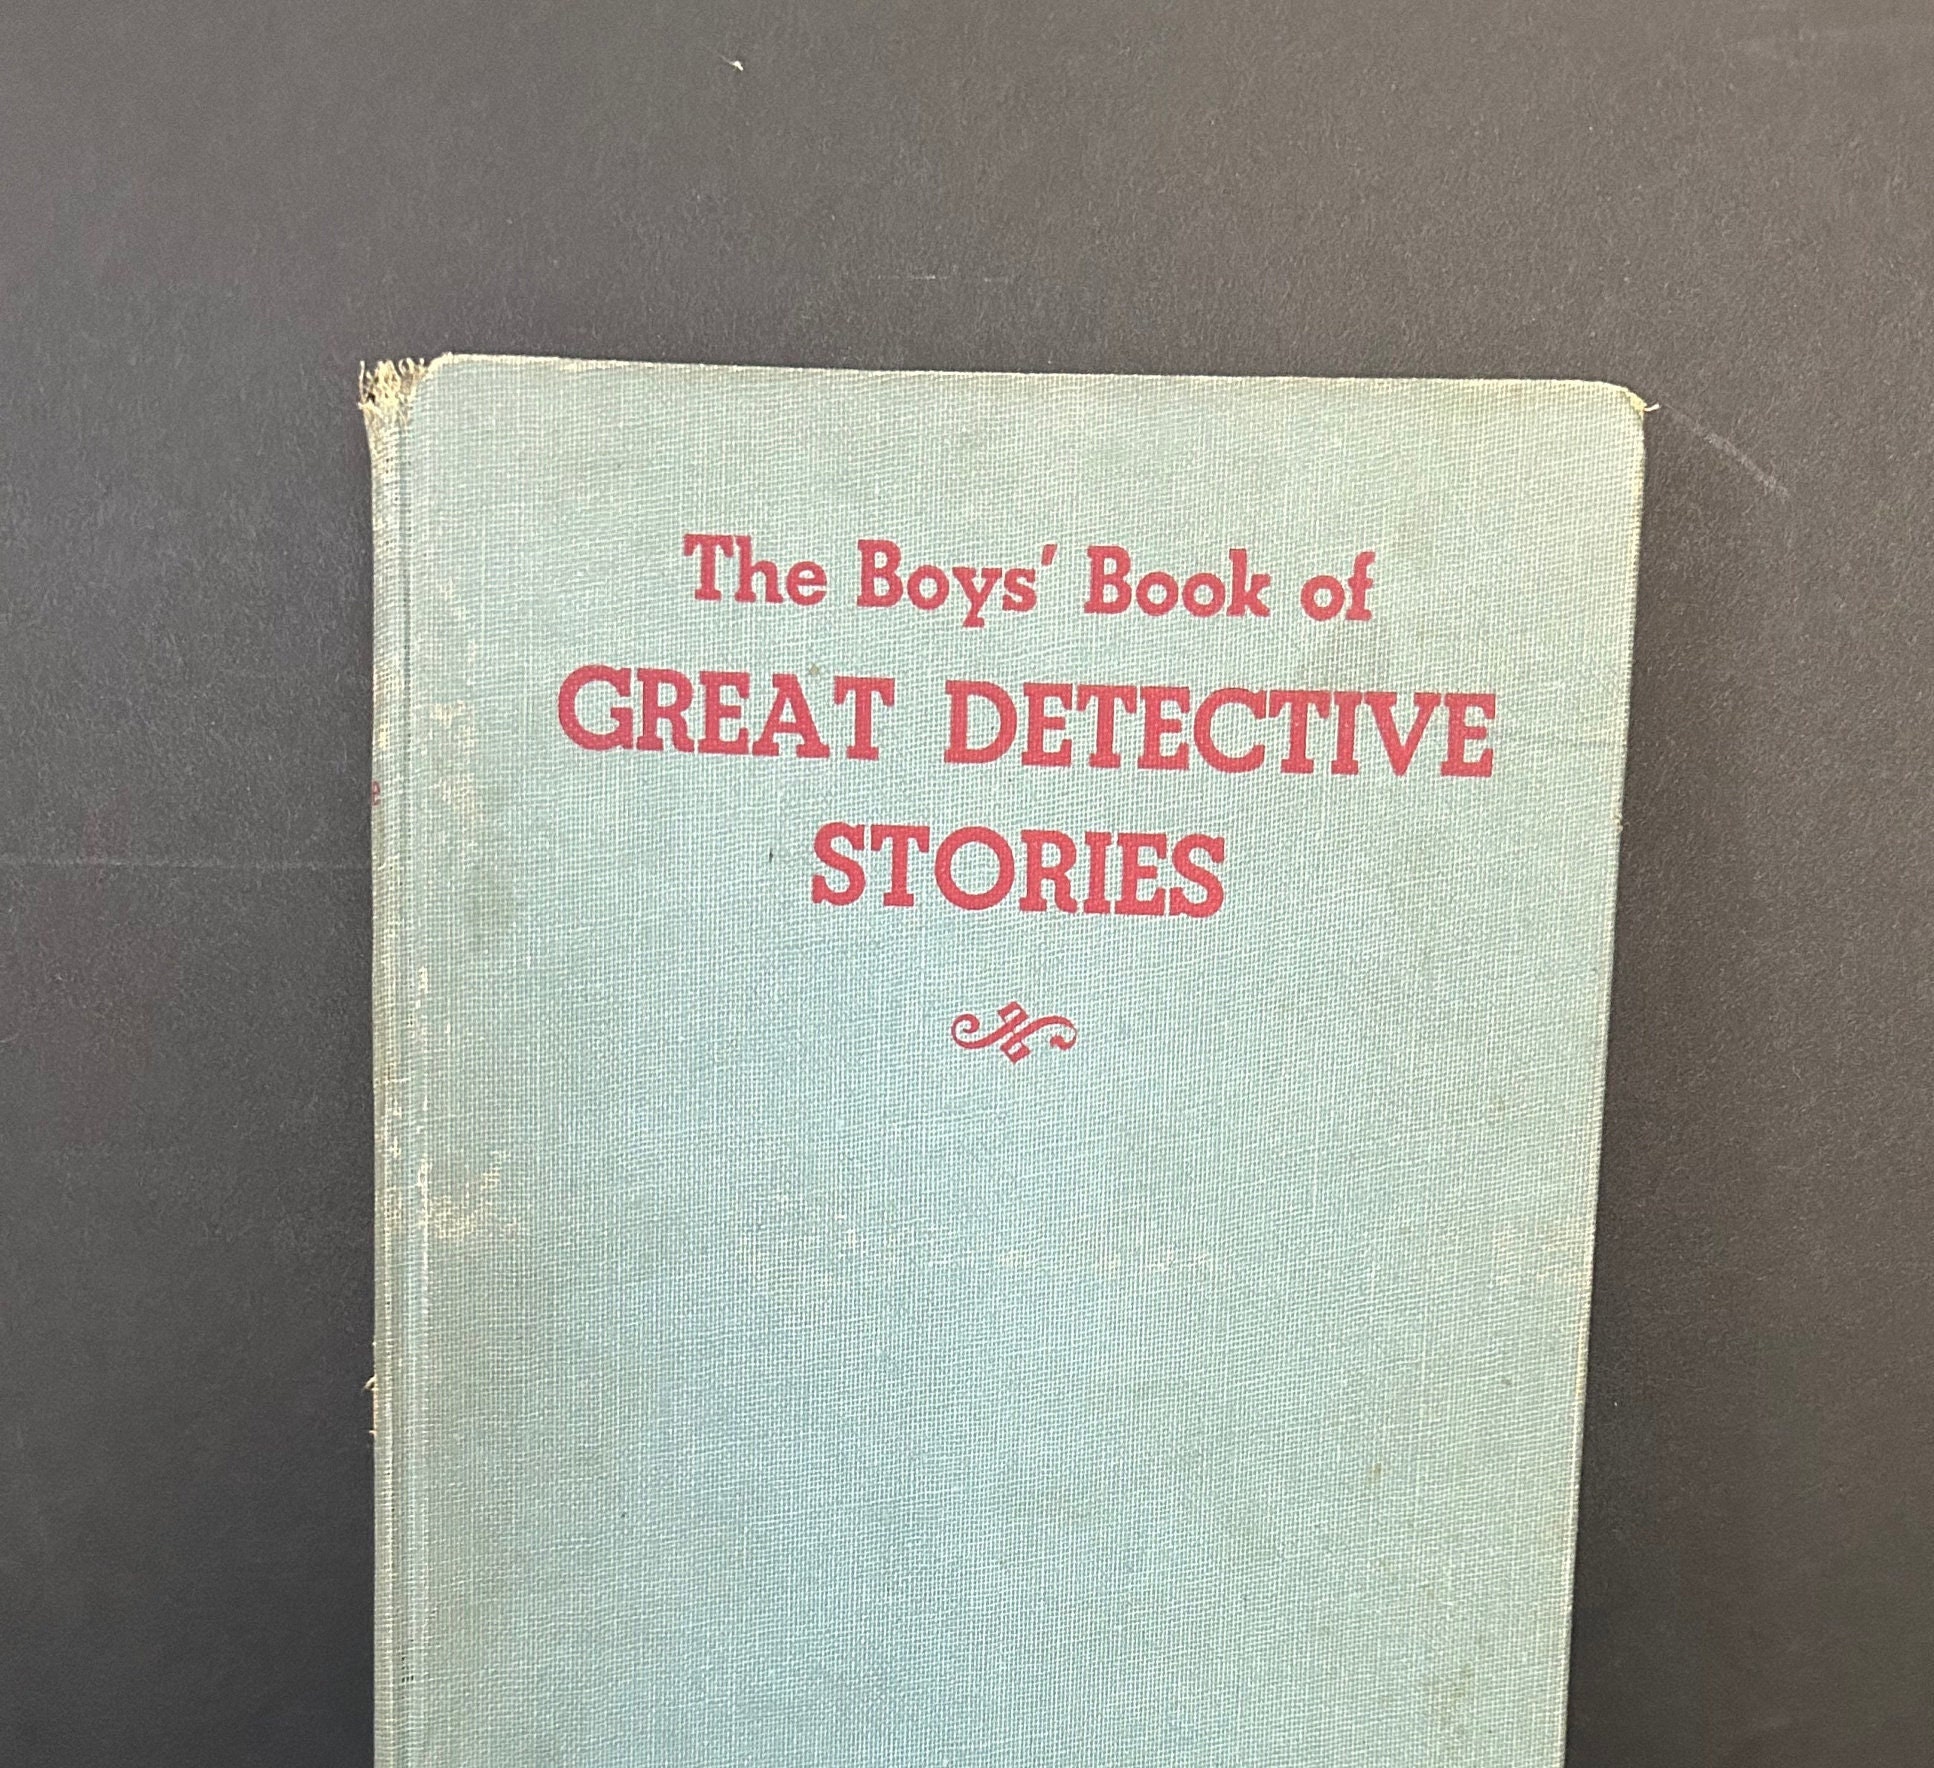 The Boys' Book of
GREAT DETECTIVE
STORIES